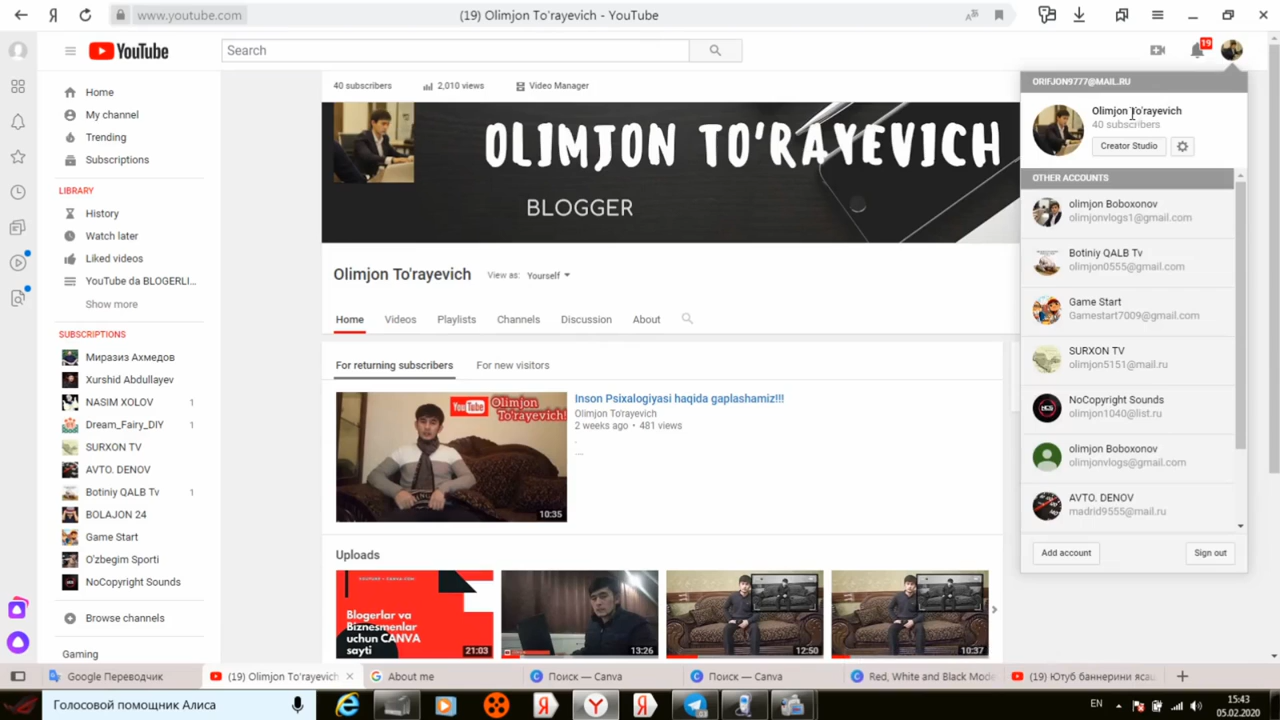 www.youtube.com
(19) Olimjon To'rayevich - YouTube
YouTube
Search
19
Home
My channel
Trending
Subscriptions
LIBRARY
History
Watch later
Liked videos
YouTube da BLOGERLI...
Show more
SUBSCRIPTIONS
Миразиз Ахмедов
Xurshid Abdullayev
NASIM XOLOV 1
Dream_Fairy_DIY 1
SURXON TV
AVTO. DENOV
Botiniy QALB Tv 1
BOLAJON 24
Game Start
O'zbegim Sporti
NoCopyright Sounds
Browse channels
Gaming
40 subscribers
2,010 views
Video Manager
OLIMJON TO'RAYEVICH
BLOGGER
Olimjon To'rayevich
View as: Yourself
Home
Videos
Playlists
Channels
Discussion
About
For returning subscribers
For new visitors
YouTube
Olimjon
To'rayevich!
10:35
Inson Psixalogiyasi haqida gaplashamiz!!!
Olimjon To'rayevich
2 weeks ago • 481 views
Uploads
Blogerlar va
Biznesmenlar
uchun CANVA
sayti
21:03
13:26
12:50
10:37
ORIFJON9777@MAIL.RU
Olimjon To'rayevich
40 subscribers
Creator Studio
OTHER ACCOUNTS
olimjon Boboxonov
olimjonvlogs1@gmail.com
Botiniy QALB Tv
olimjon0555@gmail.com
Game Start
Gamestart7009@gmail.com
SURXON TV
olimjon5151@mail.ru
NoCopyright Sounds
olimjon1040@list.ru
olimjon Boboxonov
olimjonvlogs@gmail.com
AVTO. DENOV
madrid9555@mail.ru
Add account
Sign out
Google Переводчик
(19) Olimjon To'rayevich
About me
Поиск — Canva
Поиск — Canva
Red, White and Black Mode
(19) Ютуб баннерини ясаш
Голосовой помощник Алиса
EN
15:43
05.02.2020